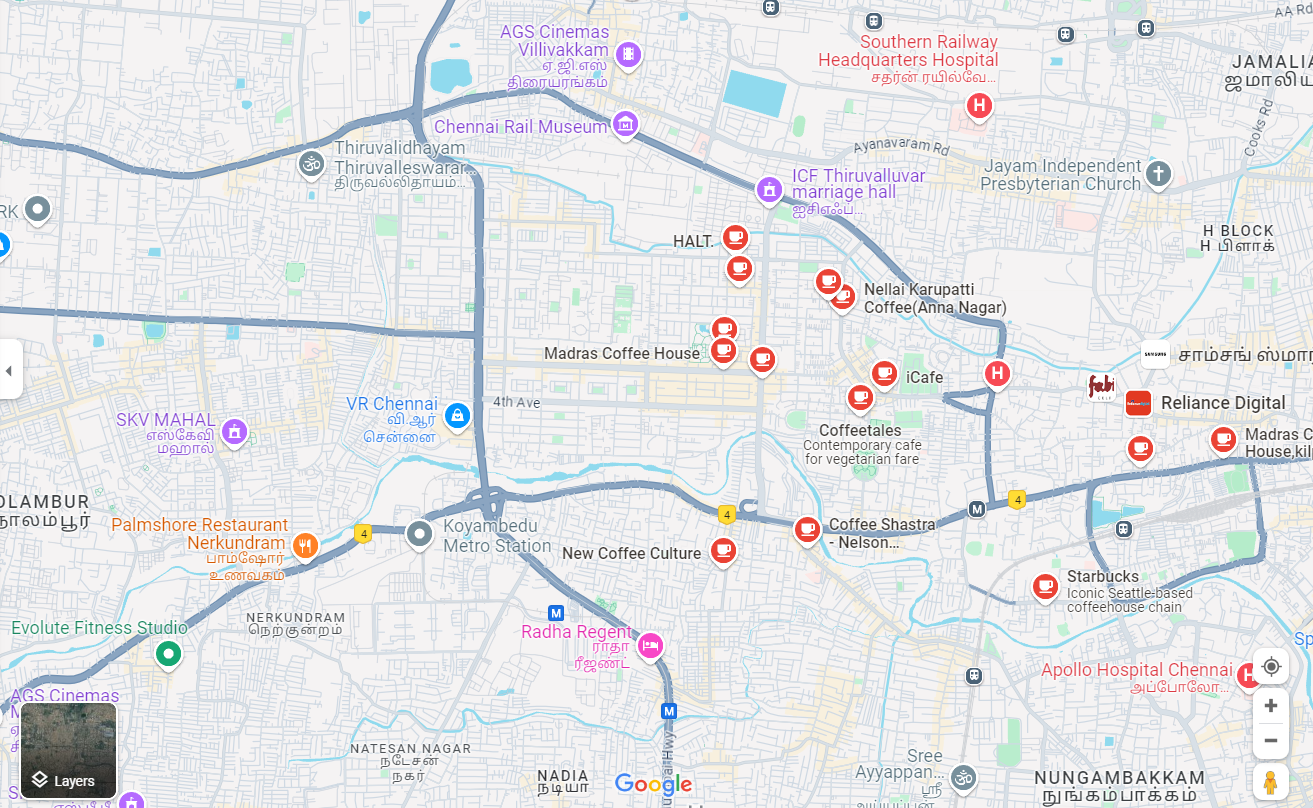 AA Rd
AGS Cinemas
Villivakkam
ஏ ஜி.எஸ்
திரையரங்கம்
Southern Railway
Headquarters Hospital
சதர்ன் ரயில்வே...
JAMALIA
ஜமாலிய
Cooks Rd
Chennai Rail Museum
Ayanavaram Rd
Thiruvalidhayam
Thiruvalleswarar...
திருவல்லிதாயம்...
Jayam Independent
Presbyterian Church
ICF Thiruvalluvar
marriage hall
ஐசிஎஃப்...
RK
H BLOCK
H பிளாக்
HALT.
Nellai Karupatti
Coffee(Anna Nagar)
Madras Coffee House
SAMSUNG
சாம்சங் ஸ்மார
iCafe
fabi
Reliance Digital
4th Ave
VR Chennai
வி.ஆர்
சென்னை
SKV MAHAL
எஸ்கேவி
மஹால்
Coffeetales
Contemporary cafe
for vegetarian fare
Madras C
House,kil
OLAMBUR
நாலம்பூர்
4
4
4
M
Palmshore Restaurant
Nerkundram
பாம்ஷோர்
உணவகம்
Koyambedu
Metro Station
Coffee Shastra
- Nelson...
New Coffee Culture
Starbucks
Iconic Seattle-based
coffeehouse chain
NERKUNDRAM
நெற்குன்றம்
M
Evolute Fitness Studio
Radha Regent
ராதா
ரீஜண்ட்
Sp
Apollo Hospital Chennai
அப்போலோ...
AGS Cinemas
M
Layers
NATESAN NAGAR
நடேசன்
நகர்
NADIA
நடியா
Google
Sree
Ayyappan...
ஸ்ரீ
NUNGAMBAKKAM
நுங்கம்பாக்கம்